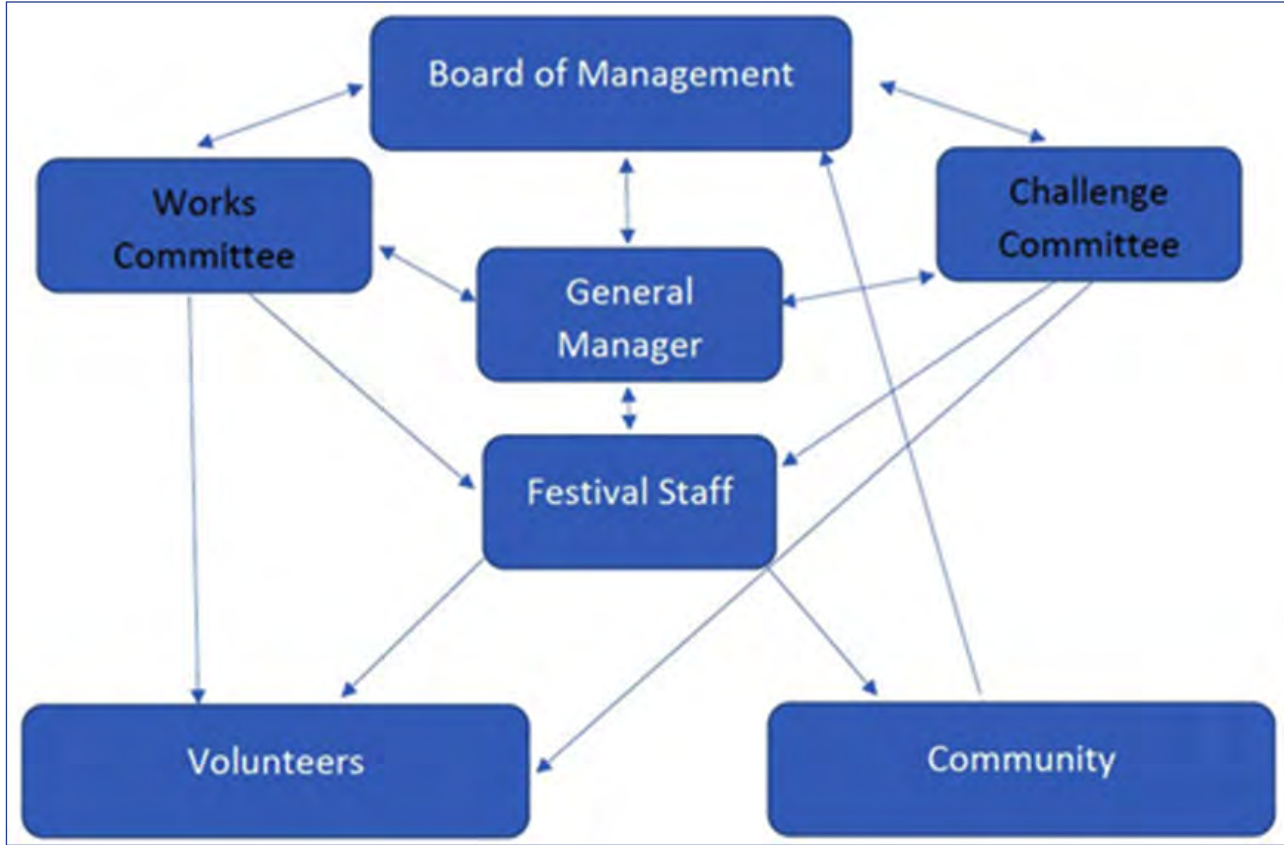 Board of Management
Works
Committee
Challenge
Committee
General
Manager
Festival Staff
Volunteers
Community